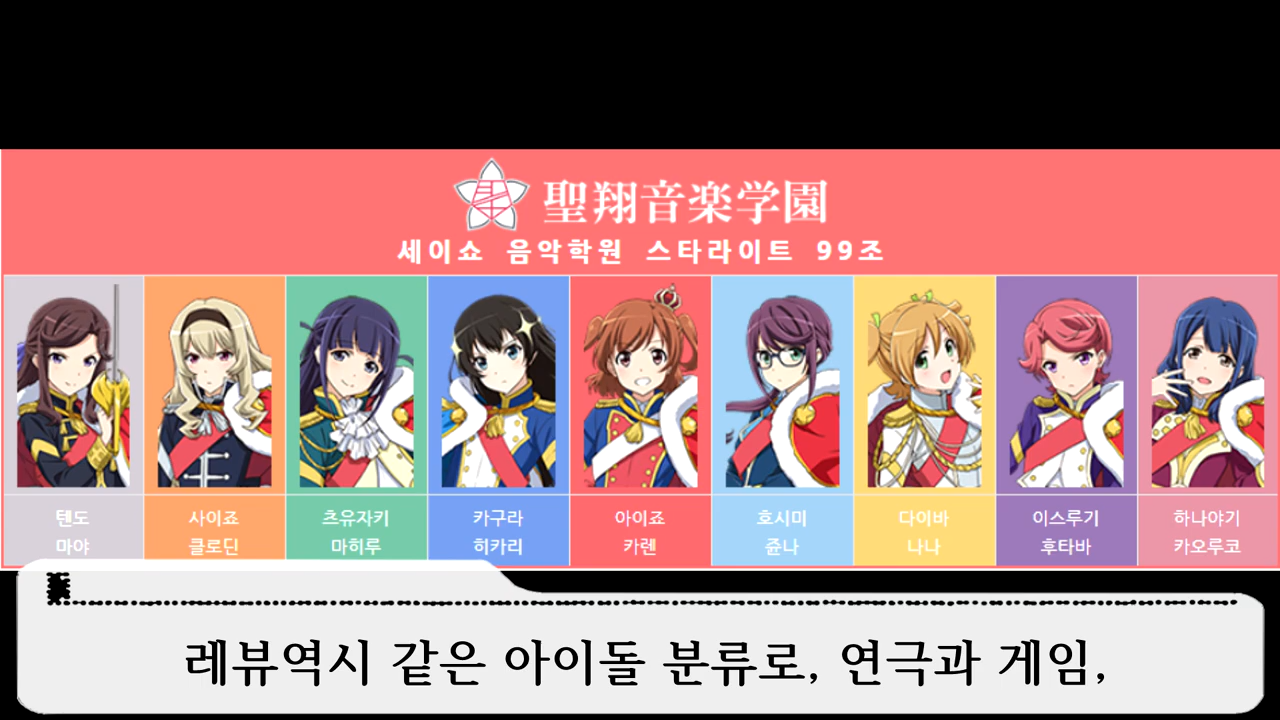 聖翔音楽学園
세이쇼 음악학원 스타라이트 99조
텐도 마야
사이죠 클로딘
츠유자키 마히루
카구라 히카리
아이죠 카렌
호시미 쥰나
다이바 나나
이스루기 후타바
하나야기 카오루코
레뷰역시 같은 아이돌 분류로, 연극과 게임,